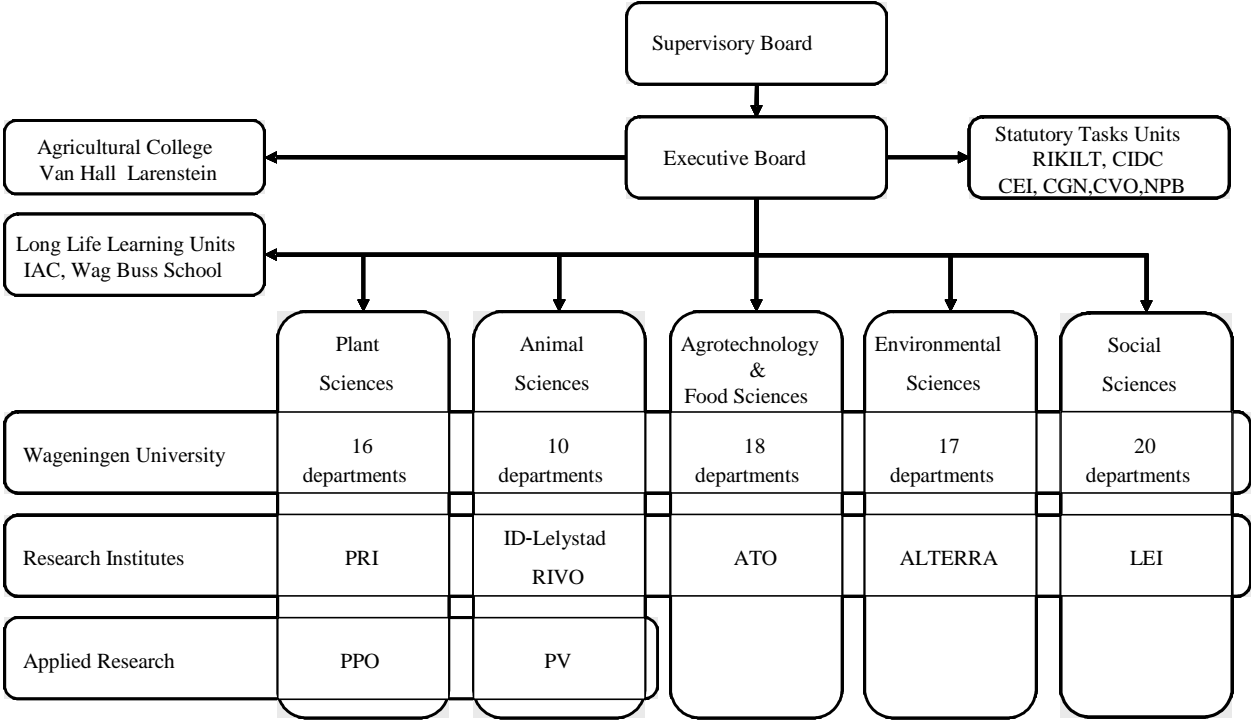 Supervisory Board
Agricultural College
Van Hall Larenstein
Executive Board
Statutory Tasks Units
RIKILT, CIDC
CEI, CGN,CVO,NPB
Long Life Learning Units
IAC, Wag Buss School
Plant
Sciences
Animal
Sciences
Agrotechnology
&
Food Sciences
Environmental
Sciences
Social
Sciences
Wageningen University
16
departments
10
departments
18
departments
17
departments
20
departments
Research Institutes
PRI
ID-Lelystad
RIVO
ATO
ALTERRA
LEI
Applied Research
PPO
PV